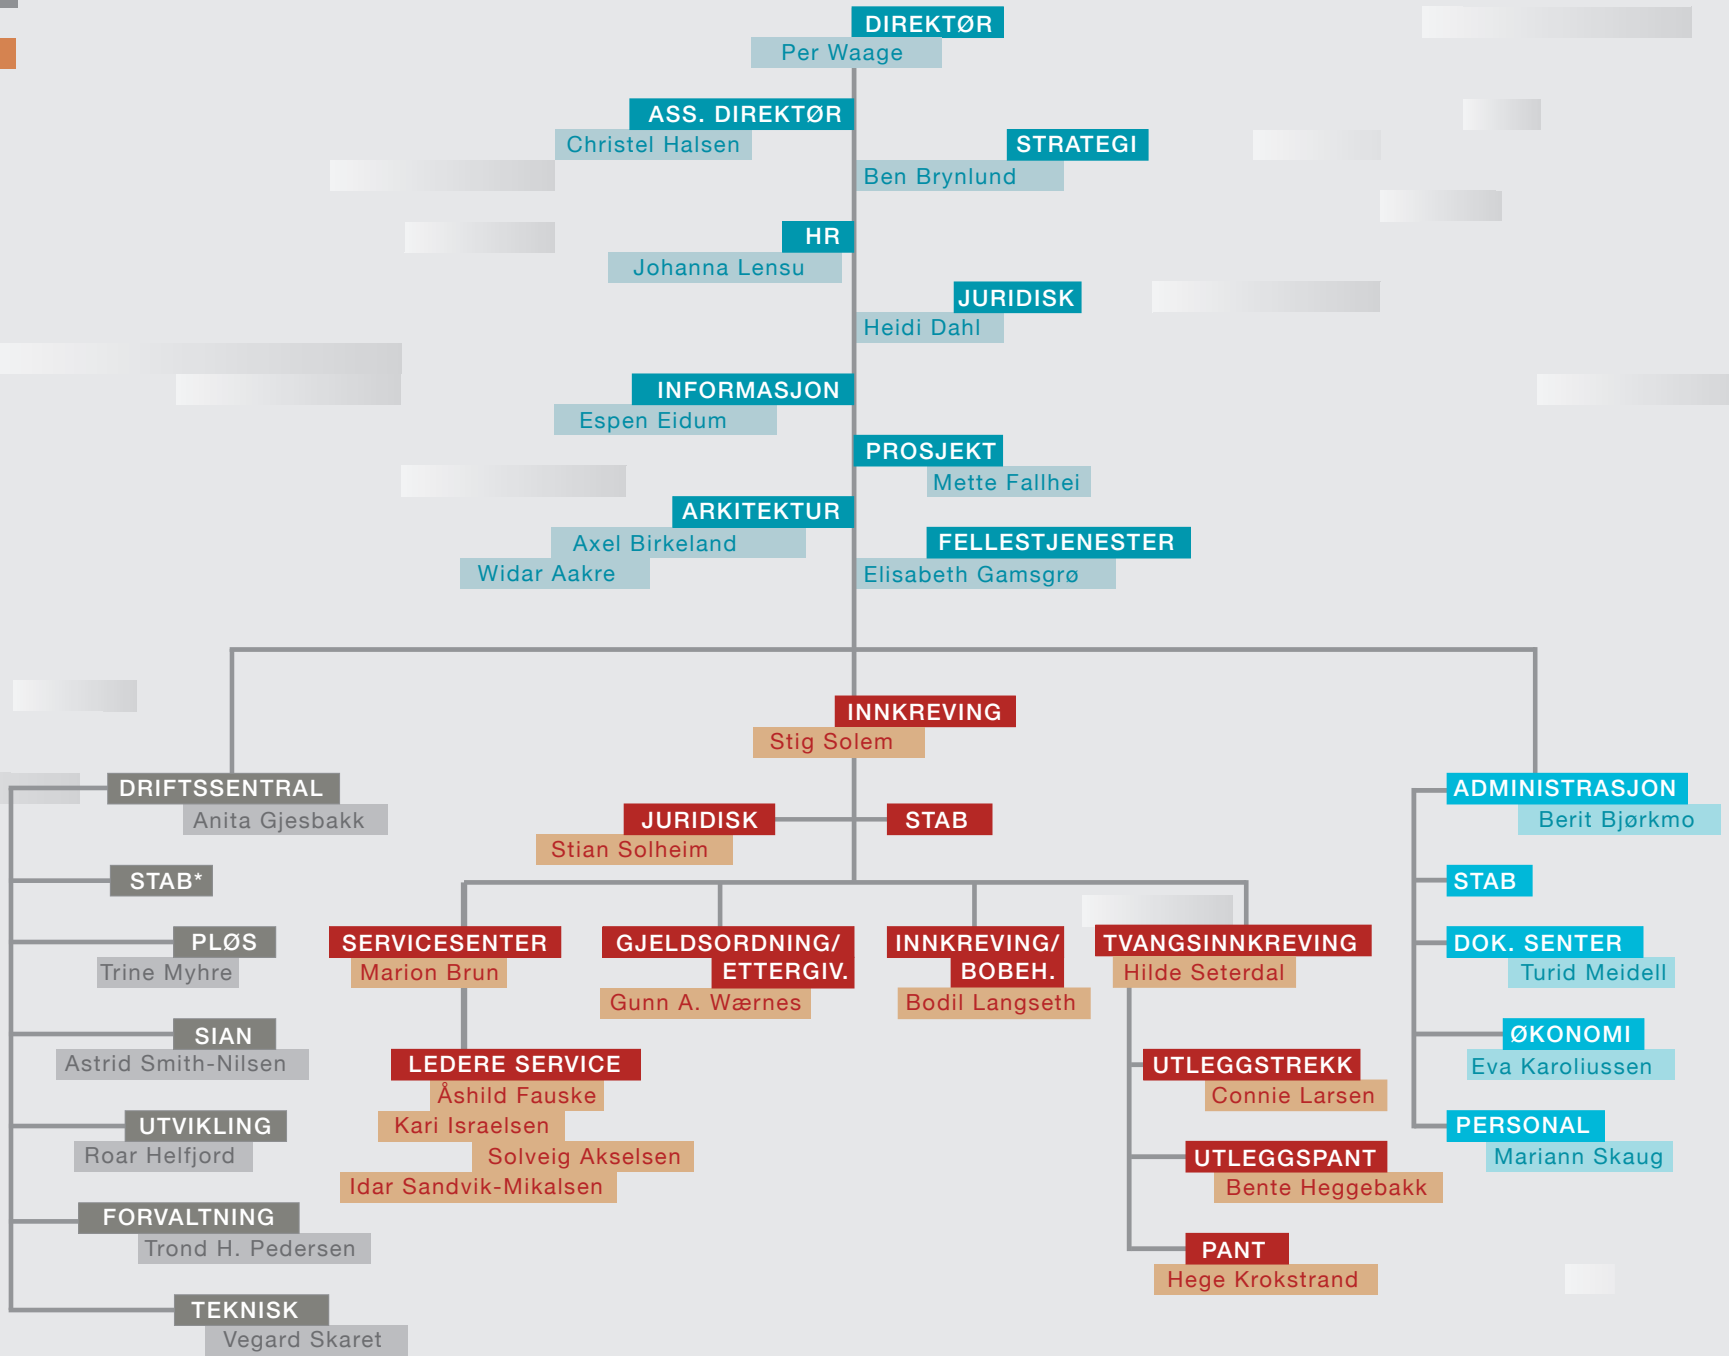 DIREKTØR
Per Waage
ASS. DIREKTØR
Christel Halsen
STRATEGI
Ben Brynlund
HR
Johanna Lensu
JURIDISK
Heidi Dahl
INFORMASJON
Espen Eidum
PROSJEKT
Mette Fallhei
ARKITEKTUR
Axel Birkeland
Widar Aakre
FELLESTJENESTER
Elisabeth Gamsgrø
INNKREVING
Stig Solem
JURIDISK
Stian Solheim
STAB
DRIFTSSENTRAL
Anita Gjesbakk
STAB*
PLØS
Trine Myhre
SIAN
Astrid Smith-Nilsen
UTVIKLING
Roar Helfjord
FORVALTNING
Trond H. Pedersen
TEKNISK
Vegard Skaret
SERVICESENTER
Marion Brun
LEDERE SERVICE
Åshild Fauske
Kari Israelsen
Solveig Akselsen
Idar Sandvik-Mikalsen
GJELDSORDNING/
ETTERGIV.
Gunn A. Wærnes
INNKREVING/
BOBEH.
Bodil Langseth
TVANGSINNKREVING
Hilde Seterdal
UTLEGGSTREKK
Connie Larsen
UTLEGGSPANT
Bente Heggebakk
PANT
Hege Krokstrand
ADMINISTRASJON
Berit Bjørkmo
STAB
DOK. SENTER
Turid Meidell
ØKONOMI
Eva Karoliussen
PERSONAL
Mariann Skaug